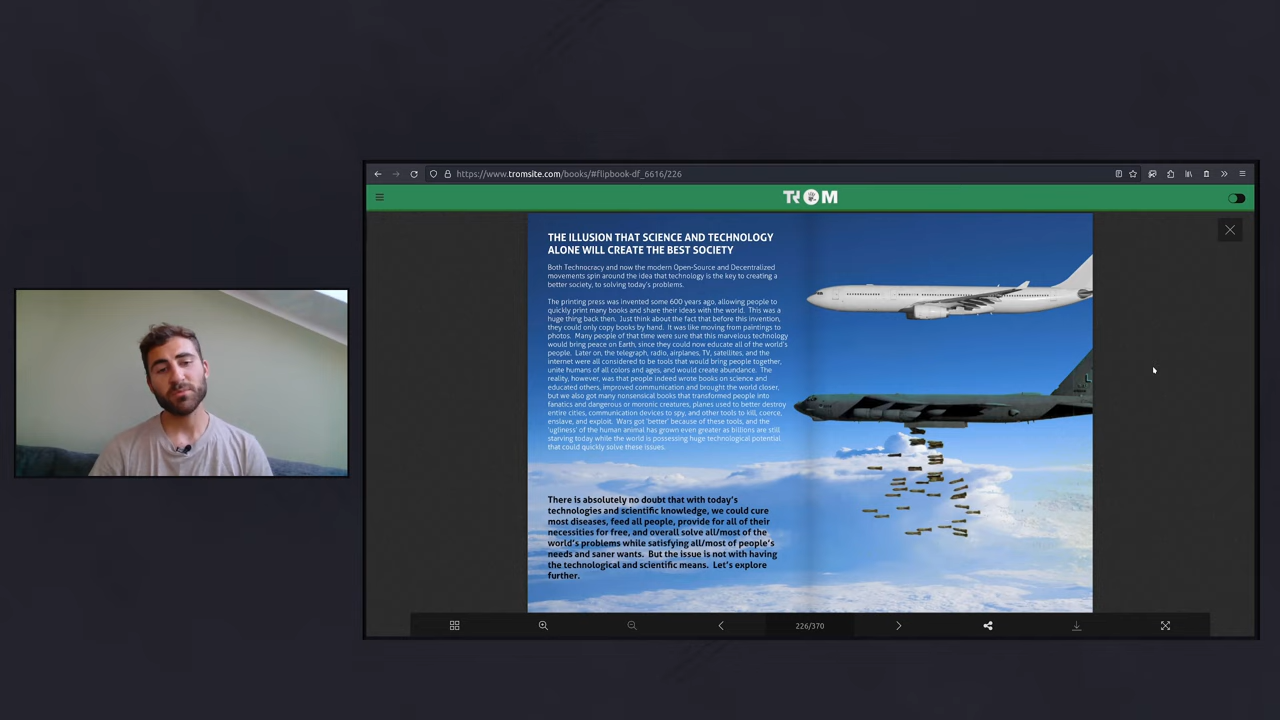 https://www.tromsite.com/books/#flipbook-df_6616/226
TROM
THE ILLUSION THAT SCIENCE AND TECHNOLOGY
ALONE WILL CREATE THE BEST SOCIETY
Both Technocracy and now the modern Open-Source and Decentralized
movements spin around the idea that technology is the key to creating a
better society, to solving today's problems.
The printing press was invented some 600 years ago, allowing people to
quickly print many books and share their ideas with the world. This was a
huge thing back then. Just think about the fact that before this invention,
they could only copy books by hand. It was like moving from paintings to
photos. Many people of that time were sure that this marvelous technology
would bring peace on Earth, since they could now educate all of the world's
people. Later on, the telegraph, radio, airplanes, TV, satellites, and the
internet were all considered to be tools that would bring people together,
unite humans of all colors and ages, and would create abundance. The
reality, however, was that people indeed wrote books on science and
educated others, improved communication and brought the world closer,
but we also got many nonsensical books that transformed people into
fanatics and dangerous or moronic creatures, planes used to better destroy
entire cities, communication devices to spy, and other tools to kill, coerce,
enslave, and exploit. Wars got 'better' because of these tools, and the
'ugliness' of the human animal has grown even greater as billions are still
starving today while the world is possessing huge technological potential
that could quickly solve these issues.
There is absolutely no doubt that with today's
technologies and scientific knowledge, we could cure
most diseases, feed all people, provide for all of their
necessities for free, and overall solve all/most of the
world's problems while satisfying all/most of people's
needs and saner wants. But the issue is not with having
the technological and scientific means. Let's explore
further.
226/370